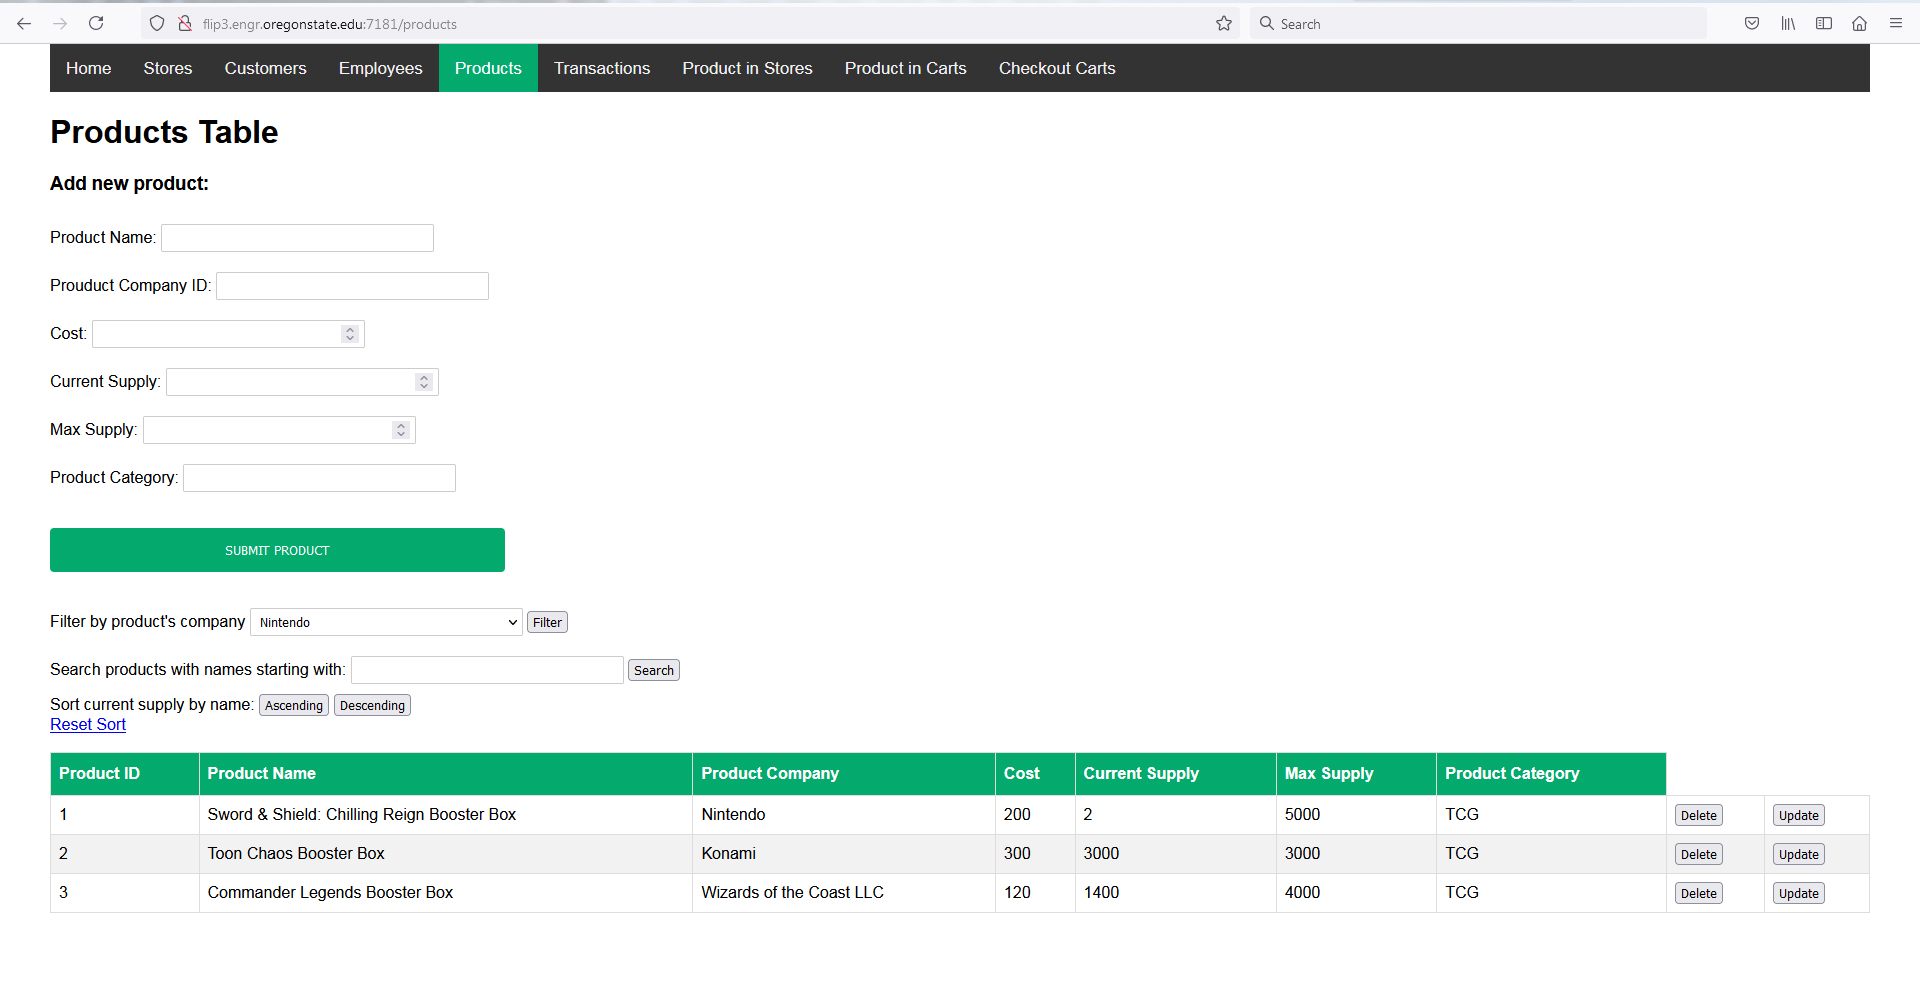 flip3.engr.oregonstate.edu:7181/products
Search
Home Stores Customers Employees Products Transactions Product in Stores Product in Carts Checkout Carts
Products Table
Add new product:
Product Name:
Prouduct Company ID:
Cost:
Current Supply:
Max Supply:
Product Category:
SUBMIT PRODUCT
Filter by product's company Nintendo Filter
Search products with names starting with: Search
Sort current supply by name: Ascending Descending
Reset Sort
Product ID Product Name Product Company Cost Current Supply Max Supply Product Category
1 Sword & Shield: Chilling Reign Booster Box Nintendo 200 2 5000 TCG Delete Update
2 Toon Chaos Booster Box Konami 300 3000 3000 TCG Delete Update
3 Commander Legends Booster Box Wizards of the Coast LLC 120 1400 4000 TCG Delete Update